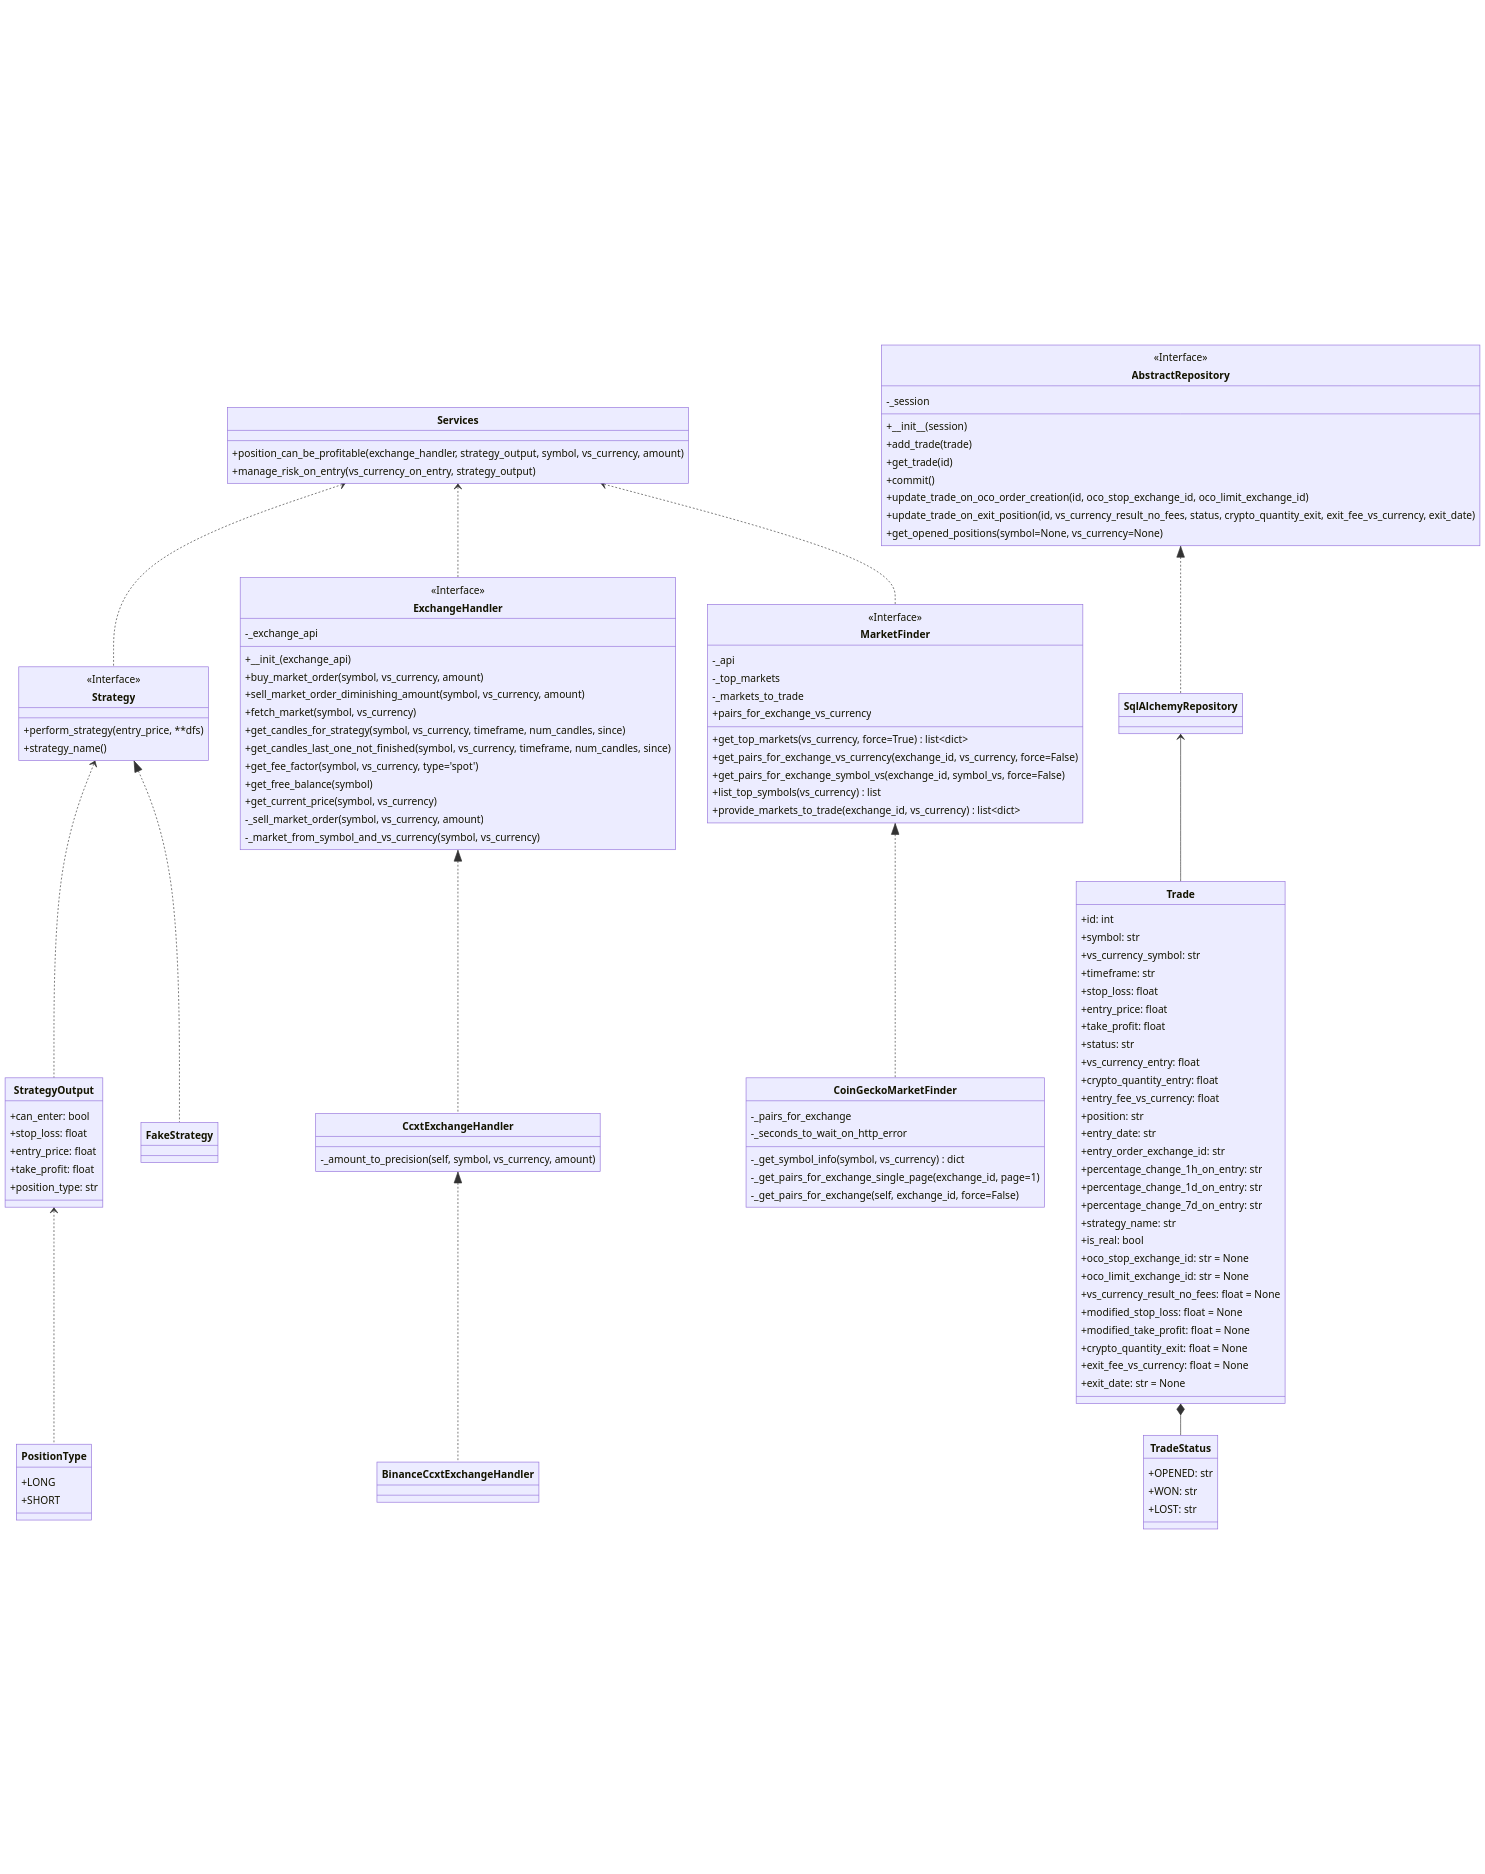 «Interface»
AbstractRepository
-_session
+__init__(session)
+add_trade(trade)
+get_trade(id)
+commit()
+update_trade_on_oco_order_creation(id, oco_stop_exchange_id, oco_limit_exchange_id)
+update_trade_on_exit_position(id, vs_currency_result_no_fees, status, crypto_quantity_exit, exit_fee_vs_currency, exit_date)
+get_opened_positions(symbol=None, vs_currency=None)
Services
+position_can_be_profitable(exchange_handler, strategy_output, symbol, vs_currency, amount)
+manage_risk_on_entry(vs_currency_on_entry, strategy_output)
«Interface»
Strategy
+perform_strategy(entry_price, **dfs)
+strategy_name()
«Interface»
ExchangeHandler
-_exchange_api
+__init_(exchange_api)
+buy_market_order(symbol, vs_currency, amount)
+sell_market_order_diminishing_amount(symbol, vs_currency, amount)
+fetch_market(symbol, vs_currency)
+get_candles_for_strategy(symbol, vs_currency, timeframe, num_candles, since)
+get_candles_last_one_not_finished(symbol, vs_currency, timeframe, num_candles, since)
+get_fee_factor(symbol, vs_currency, type='spot')
+get_free_balance(symbol)
+get_current_price(symbol, vs_currency)
-_sell_market_order(symbol, vs_currency, amount)
-_market_from_symbol_and_vs_currency(symbol, vs_currency)
«Interface»
MarketFinder
-_api
-_top_markets
-_markets_to_trade
+pairs_for_exchange_vs_currency
+get_top_markets(vs_currency, force=True) : list<dict>
+get_pairs_for_exchange_vs_currency(exchange_id, vs_currency, force=False)
+get_pairs_for_exchange_symbol_vs(exchange_id, symbol_vs, force=False)
+list_top_symbols(vs_currency) : list
+provide_markets_to_trade(exchange_id, vs_currency) : list<dict>
SqlAlchemyRepository
Trade
+id: int
+symbol: str
+vs_currency_symbol: str
+timeframe: str
+stop_loss: float
+entry_price: float
+take_profit: float
+status: str
+vs_currency_entry: float
+crypto_quantity_entry: float
+entry_fee_vs_currency: float
+position: str
+entry_date: str
+entry_order_exchange_id: str
+percentage_change_1h_on_entry: str
+percentage_change_1d_on_entry: str
+percentage_change_7d_on_entry: str
+strategy_name: str
+is_real: bool
+oco_stop_exchange_id: str = None
+oco_limit_exchange_id: str = None
+vs_currency_result_no_fees: float = None
+modified_stop_loss: float = None
+modified_take_profit: float = None
+crypto_quantity_exit: float = None
+exit_fee_vs_currency: float = None
+exit_date: str = None
StrategyOutput
+can_enter: bool
+stop_loss: float
+entry_price: float
+take_profit: float
+position_type: str
FakeStrategy
CcxtExchangeHandler
-_amount_to_precision(self, symbol, vs_currency, amount)
CoinGeckoMarketFinder
-_pairs_for_exchange
-_seconds_to_wait_on_http_error
-_get_symbol_info(symbol, vs_currency) : dict
-_get_pairs_for_exchange_single_page(exchange_id, page=1)
-_get_pairs_for_exchange(self, exchange_id, force=False)
PositionType
+LONG
+SHORT
BinanceCcxtExchangeHandler
TradeStatus
+OPENED: str
+WON: str
+LOST: str